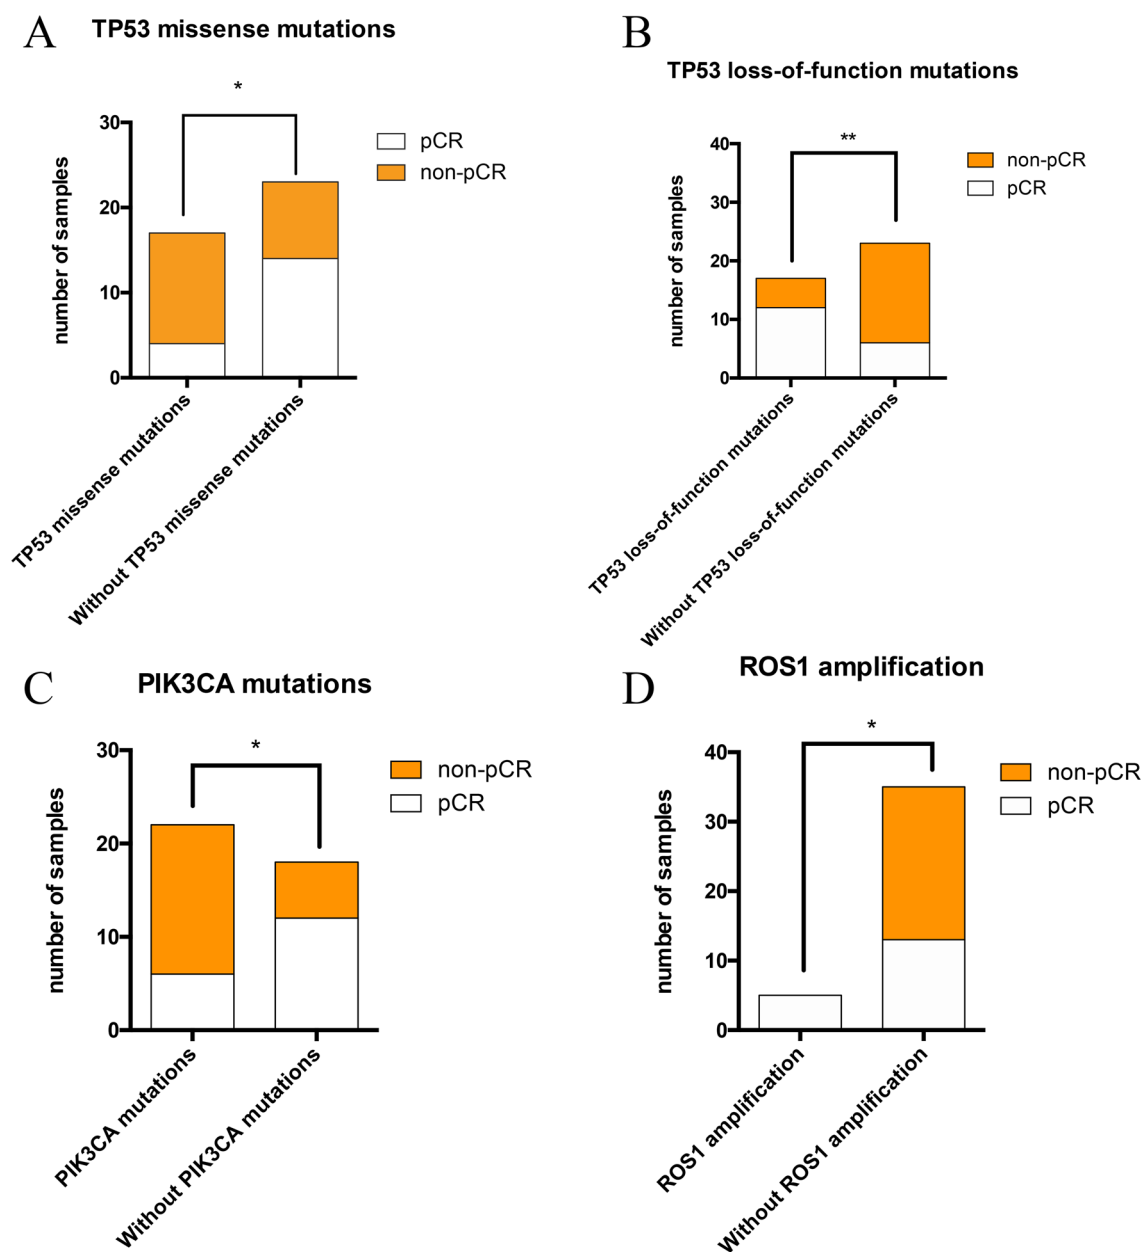 A
TP53 missense mutations
*
30
20
10
0
number of samples
pCR
non-pCR
TP53 missense mutations
Without TP53 missense mutations
B
TP53 loss-of-function mutations
**
40
30
20
10
0
number of samples
non-pCR
pCR
TP53 loss-of-function mutations
Without TP53 loss-of-function mutations
C
PIK3CA mutations
*
30
20
10
0
number of samples
non-pCR
pCR
PIK3CA mutations
Without PIK3CA mutations
D
ROS1 amplification
*
40
30
20
10
0
number of samples
non-pCR
pCR
ROS1 amplification
Without ROS1 amplification